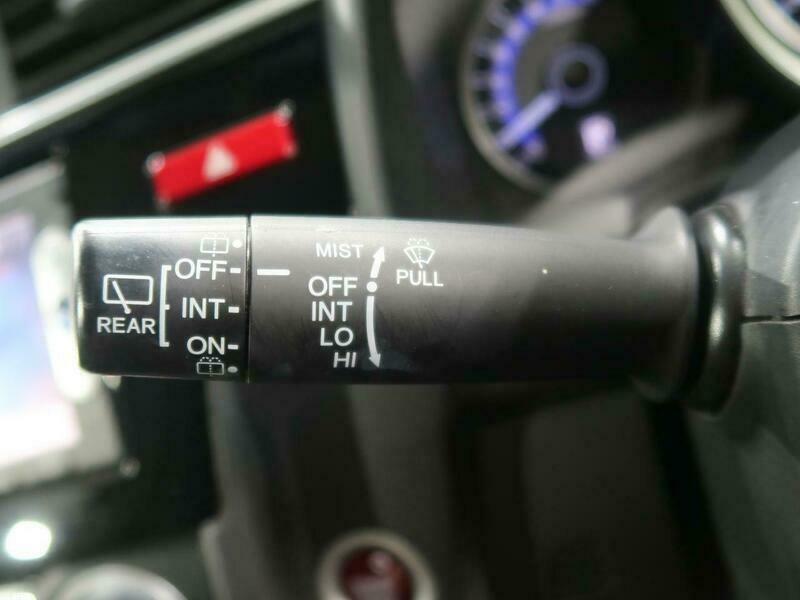 MIST
OFF
PULL
OFF
INT
INT
REAR
LO
ON
HI